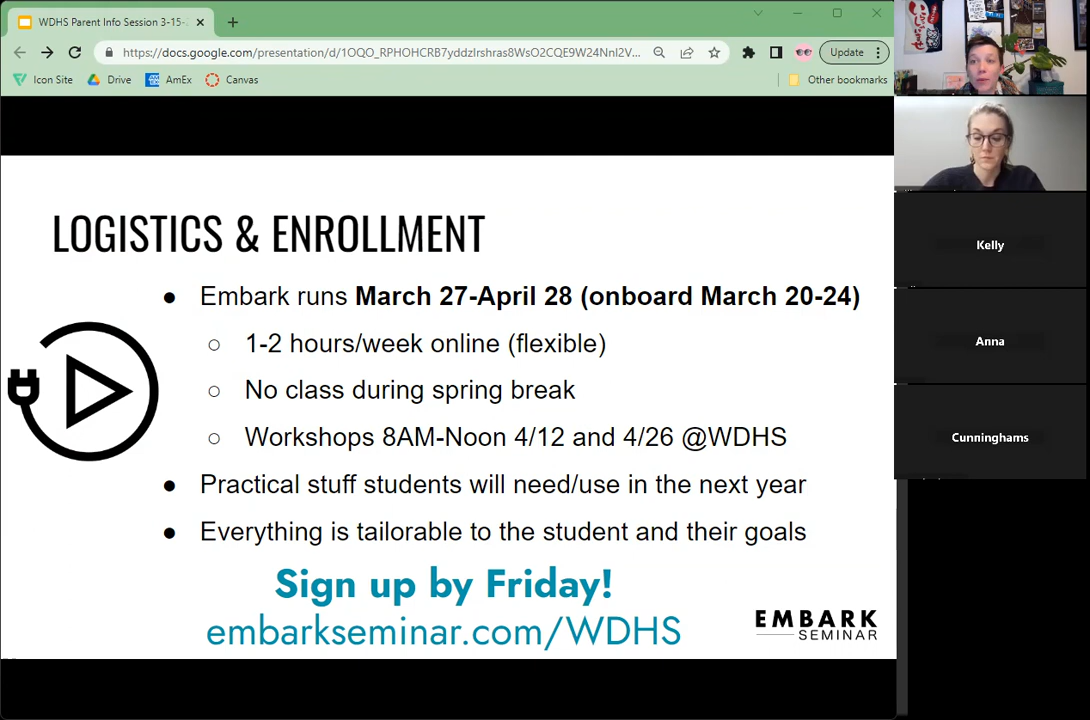 WDHS Parent Info Session 3-15-
https://docs.google.com/presentation/d/1OQO_RPHOHCRB7yddzIrshras8WsO2CQE9W24NnI2V...
Update
Icon Site
Drive
AmEx
Canvas
Other bookmarks
LOGISTICS & ENROLLMENT
● Embark runs March 27-April 28 (onboard March 20-24)
○ 1-2 hours/week online (flexible)
○ No class during spring break
○ Workshops 8AM-Noon 4/12 and 4/26 @WDHS
● Practical stuff students will need/use in the next year
● Everything is tailorable to the student and their goals
Sign up by Friday!
embarkseminar.com/WDHS
EMBARK
SEMINAR
Kelly
Anna
Cunninghams